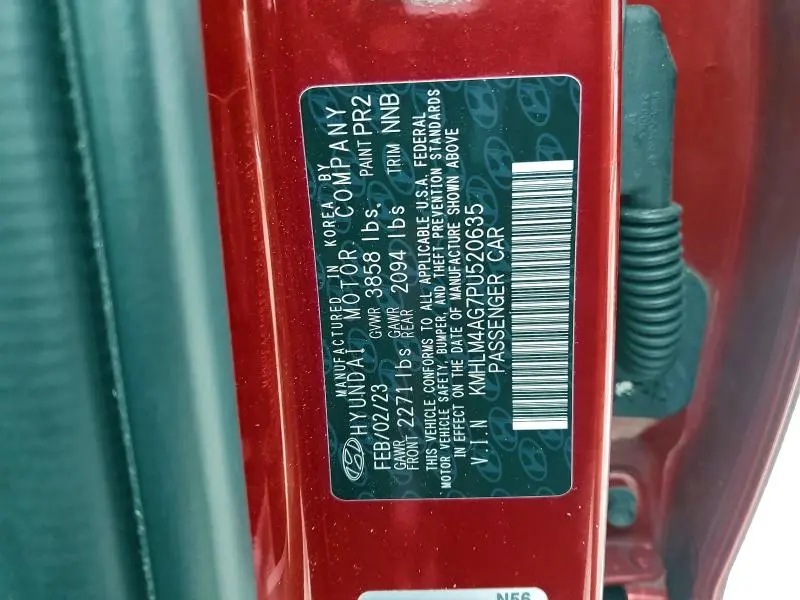 MANUFACTURED IN KOREA BY
HYUNDAI MOTOR COMPANY
FEB/02/23 GVWR 3858 lbs. PAINT PR2
GAWR FRONT 2271 lbs GAWR REAR 2094 lbs TRIM NNB
THIS VEHICLE CONFORMS TO ALL APPLICABLE U.S.A. FEDERAL
MOTOR VEHICLE SAFETY, BUMPER, AND THEFT PREVENTION STANDARDS
IN EFFECT ON THE DATE OF MANUFACTURE SHOWN ABOVE
V.I.N KMHLM4AG7PU520635
PASSENGER CAR
N56